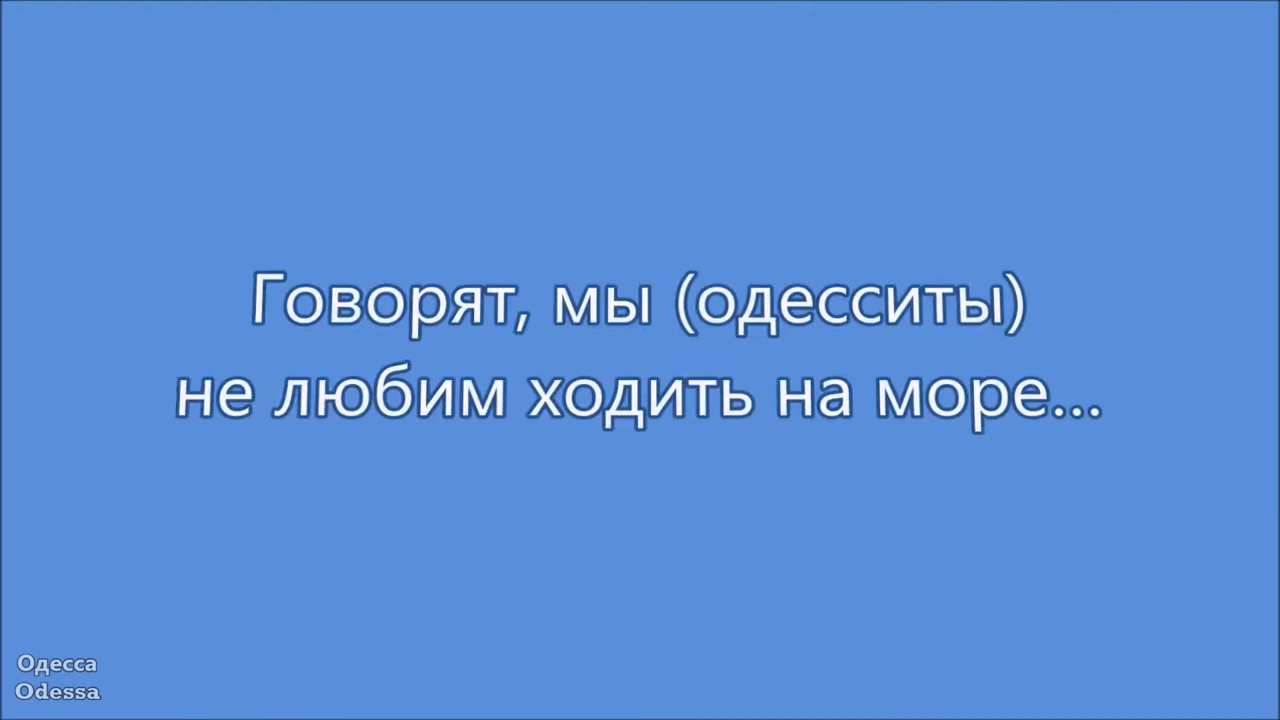 Говорят, мы (одесситы)
не любим ходить на море...
Одесса
Odessa